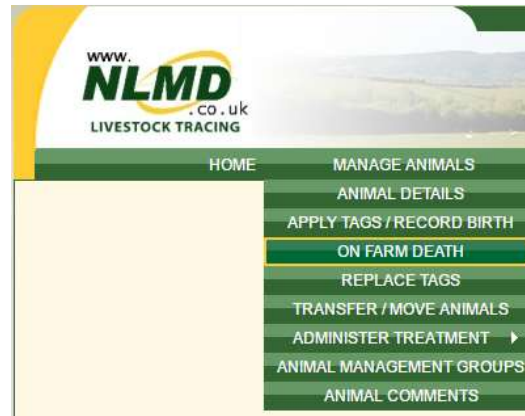 www.
NLMD
.co.uk
LIVESTOCK TRACING
HOME MANAGE ANIMALS
ANIMAL DETAILS
APPLY TAGS / RECORD BIRTH
ON FARM DEATH
REPLACE TAGS
TRANSFER / MOVE ANIMALS
ADMINISTER TREATMENT
ANIMAL MANAGEMENT GROUPS
ANIMAL COMMENTS